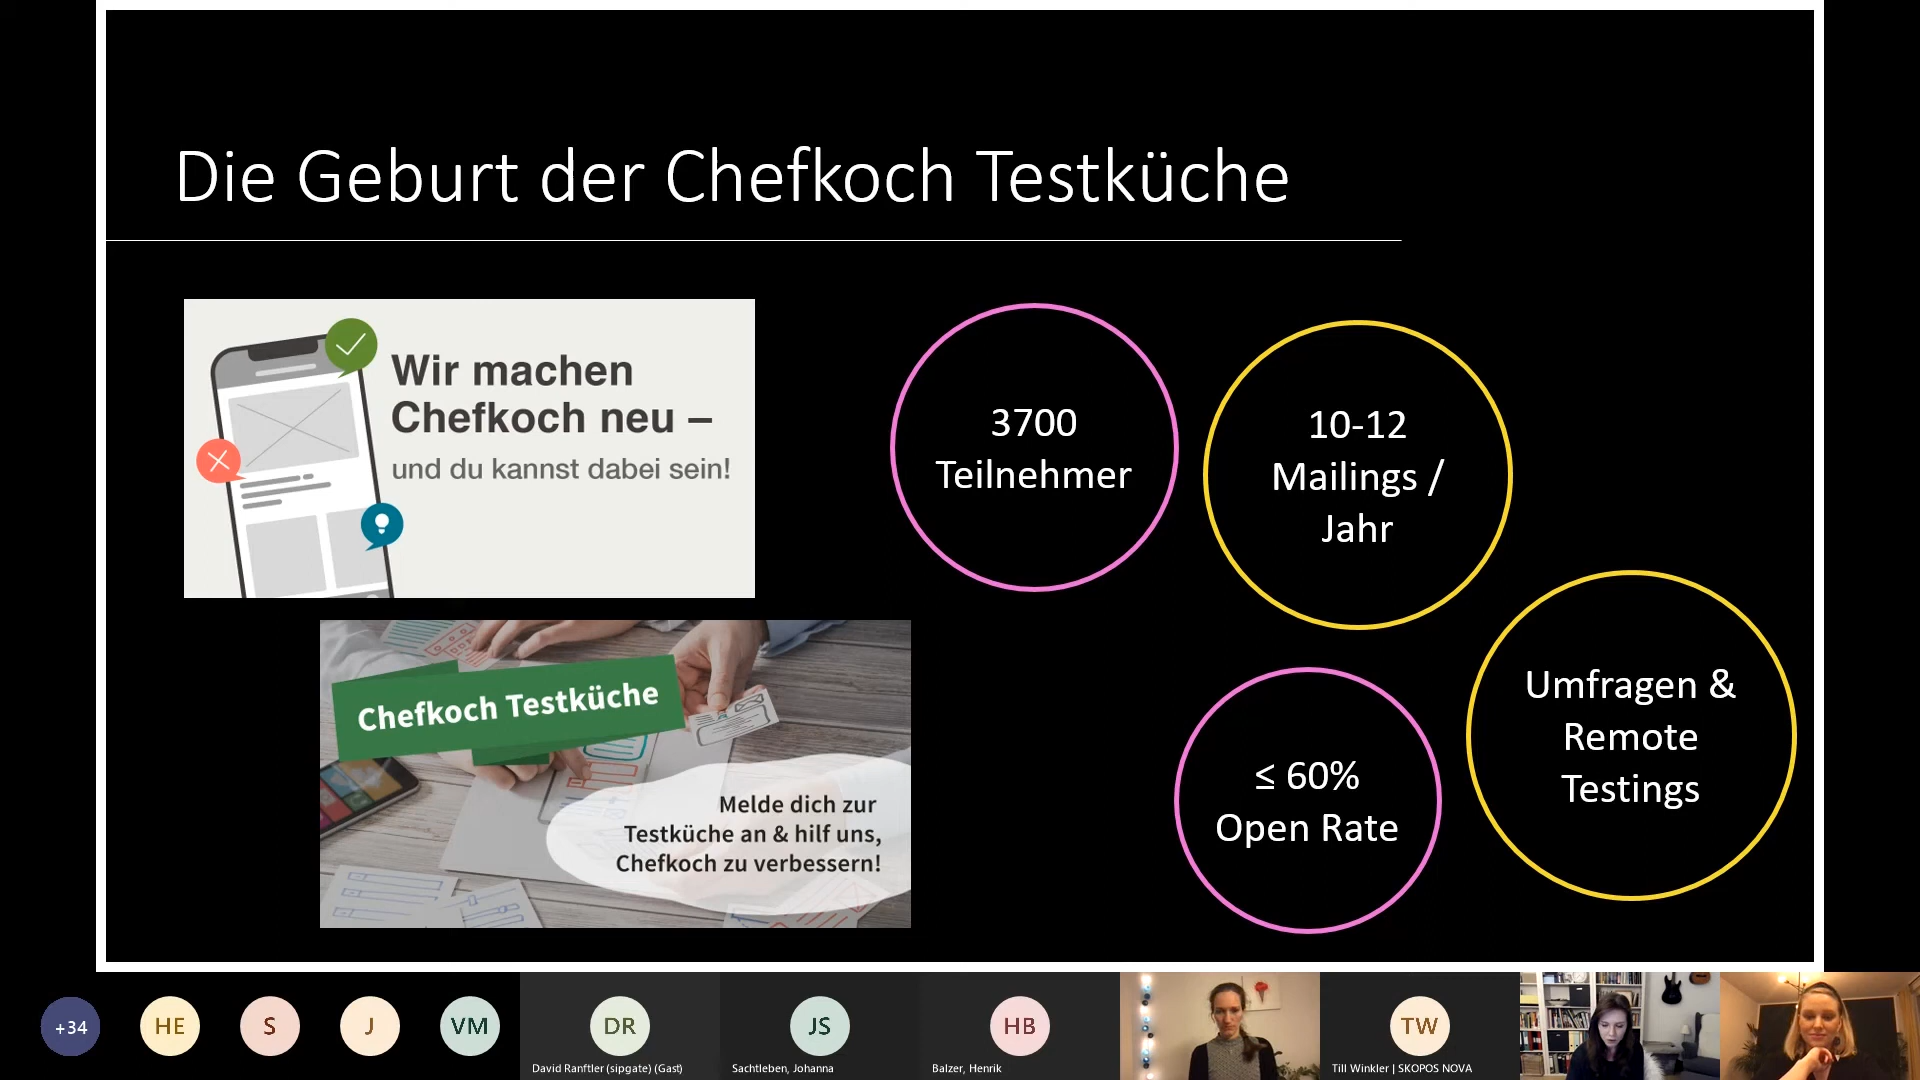 Die Geburt der Chefkoch Testküche
Wir machen
Chefkoch neu –
und du kannst dabei sein!
3700
Teilnehmer
10-12
Mailings /
Jahr
Chefkoch Testküche
Melde dich zur
Testküche an & hilf uns,
Chefkoch zu verbessern!
≤ 60%
Open Rate
Umfragen &
Remote
Testings
+34
HE
S
J
VM
DR
David Ranftler (sipgate) (Gast)
JS
Sachtleben, Johanna
HB
Balzer, Henrik
TW
Till Winkler | SKOPOS NOVA